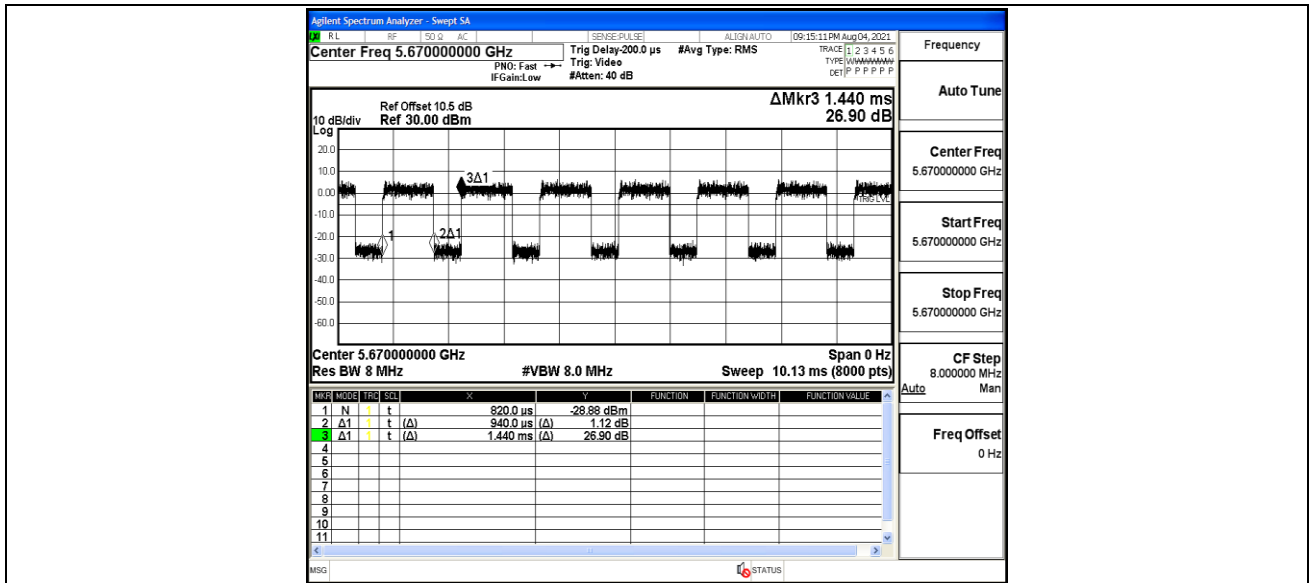 Agilent Spectrum Analyzer - Swept SA
LXI RL RF 50 Ω AC SENSE:PULSE ALIGN AUTO 09:15:11 PM Aug 04, 2021
Center Freq 5.670000000 GHz
PNO: Fast
IFGain:Low
Trig Delay-200.0 µs
Trig: Video
#Atten: 40 dB
#Avg Type: RMS
TRACE 1 2 3 4 5 6
TYPE
DET P P P P P P
ΔMkr3 1.440 ms
26.90 dB
Ref Offset 10.5 dB
10 dB/div Ref 30.00 dBm
Log
20.0
10.0
0.00
-10.0
-20.0
-30.0
-40.0
-50.0
-60.0
3Δ1
1
2Δ1
TRIG LVL
Center 5.670000000 GHz Span 0 Hz
Res BW 8 MHz #VBW 8.0 MHz Sweep 10.13 ms (8000 pts)
MKR MODE TRC SCL X Y FUNCTION FUNCTION WIDTH FUNCTION VALUE
1 N 1 t 820.0 µs -28.88 dBm
2 Δ1 1 t (Δ) 940.0 µs (Δ) 1.12 dB
3 Δ1 1 t (Δ) 1.440 ms (Δ) 26.90 dB
4
5
6
7
8
9
10
11
MSG STATUS
Frequency
Auto Tune
Center Freq
5.670000000 GHz
Start Freq
5.670000000 GHz
Stop Freq
5.670000000 GHz
CF Step
8.000000 MHz
Auto Man
Freq Offset
0 Hz